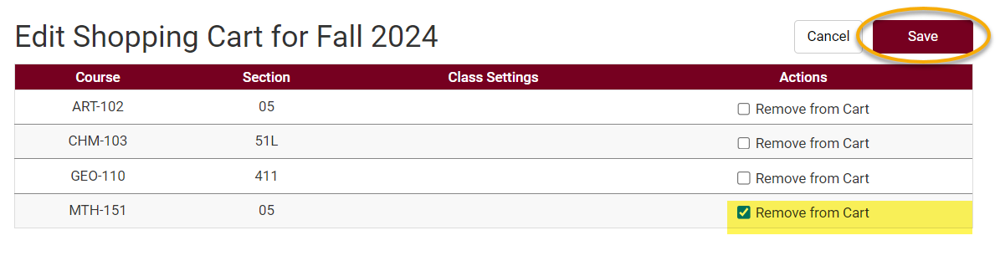 Edit Shopping Cart for Fall 2024 Cancel Save
Course Section Class Settings Actions
ART-102 05 Remove from Cart
CHM-103 51L Remove from Cart
GEO-110 411 Remove from Cart
MTH-151 05 Remove from Cart